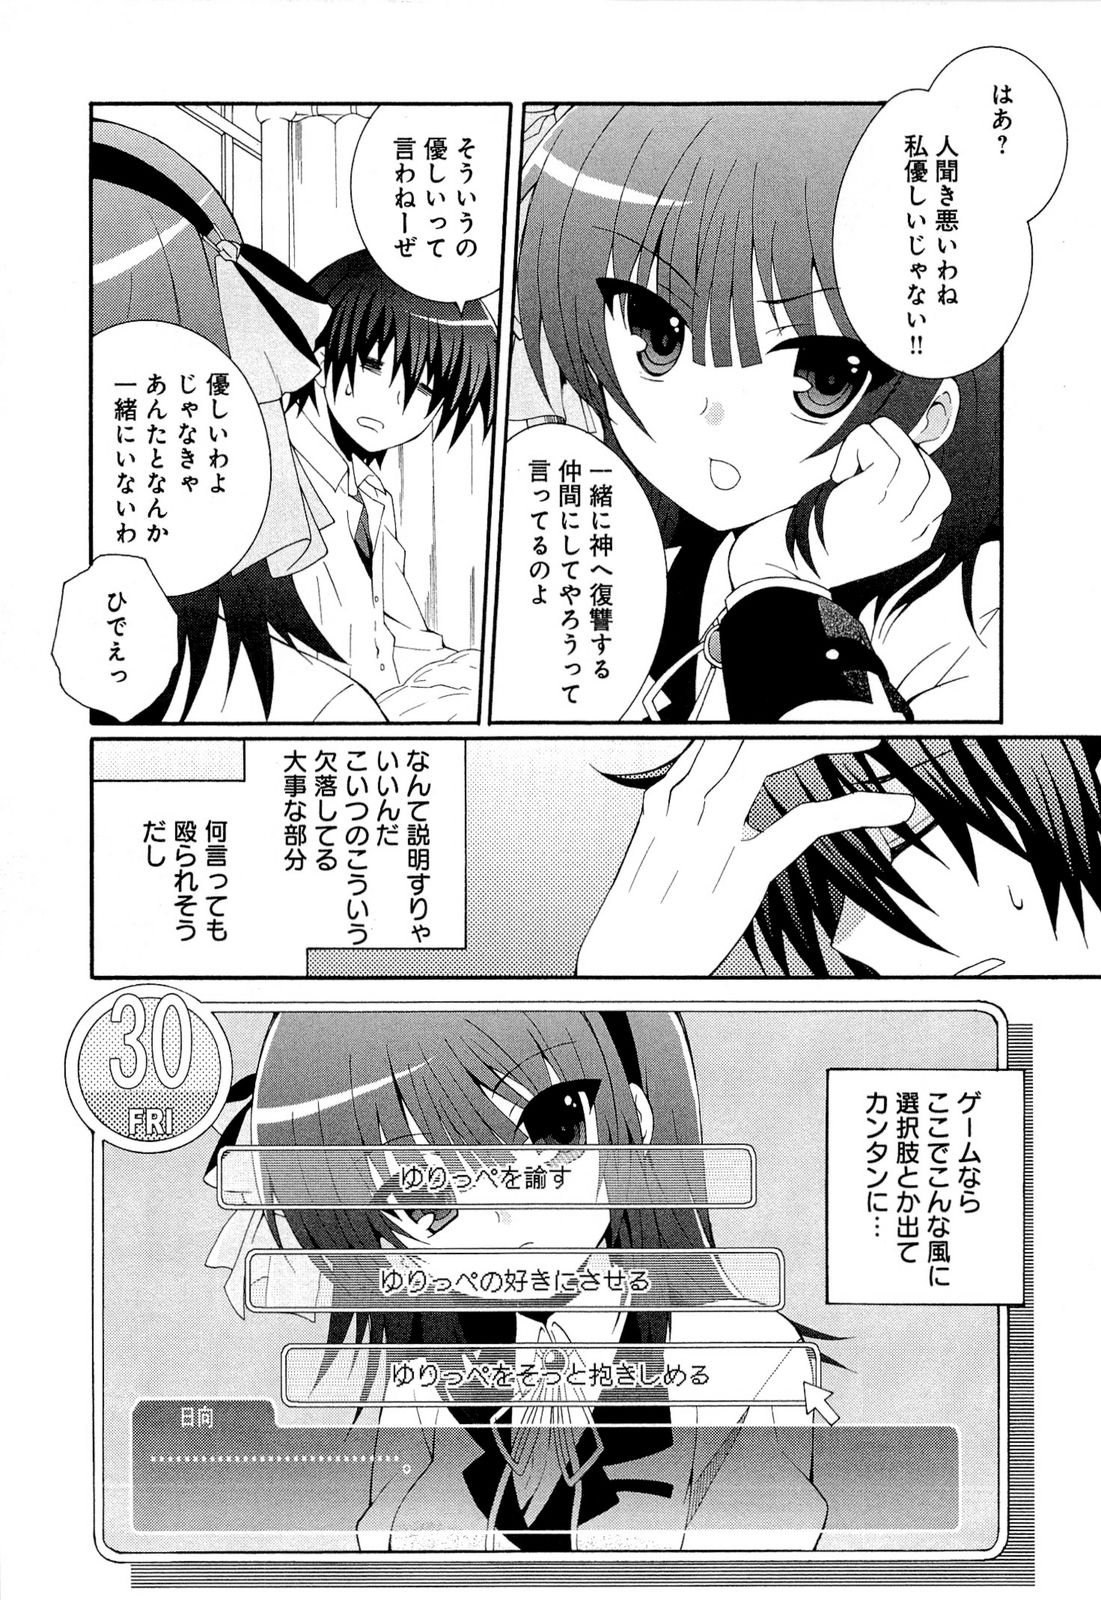 はあ?
人聞き悪いわね
私優しいじゃない!!
一緒に神へ復讐する
仲間にしてやろうって
言ってるのよ
そういうの
優しいって
言わねーぜ
優しいわよ
じゃなきゃ
あんたとなんか
一緒にいないわ
ひでえっ
なんて説明すりゃ
いいんだ
こいつのこういう
欠落してる
大事な部分
何言っても
殴られそう
だし
30
FRI
ゲームなら
ここでこんな風に
選択肢とか出て
カンタンに…
ゆりっぺを諭す
ゆりっぺの好きにさせる
ゆりっぺをそっと抱きしめる
日向
…………………………。